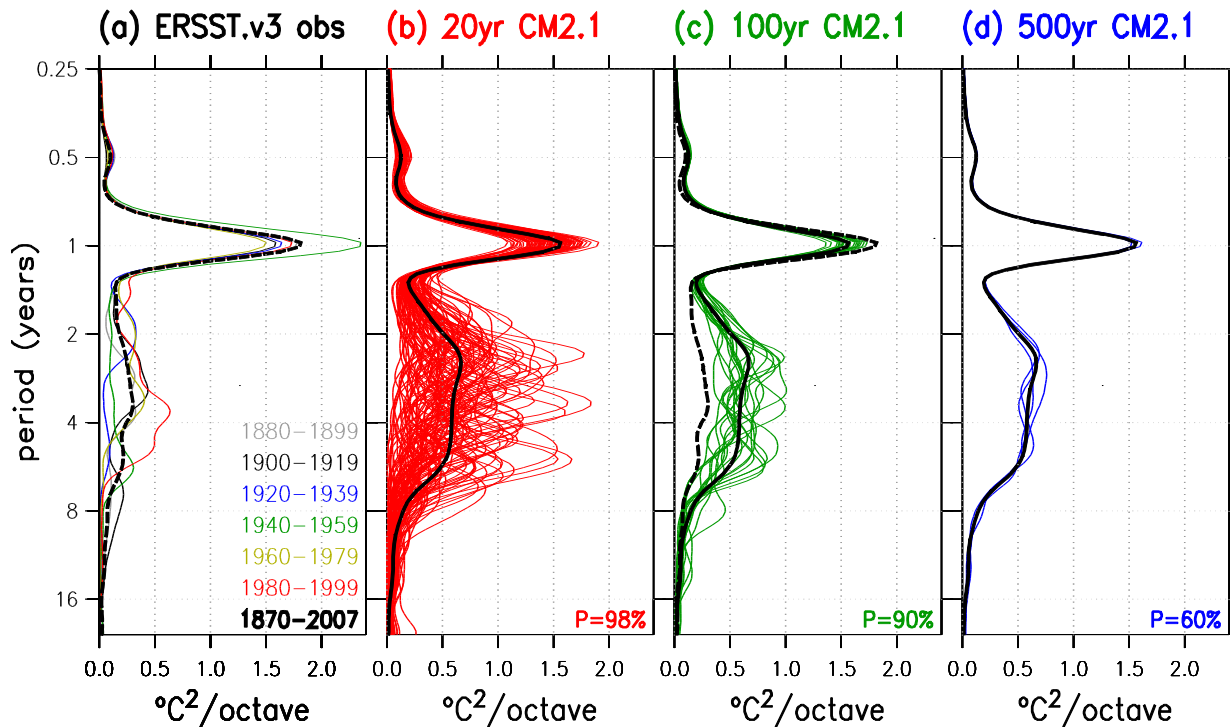 (a) ERSST.v3 obs
(b) 20yr CM2.1
(c) 100yr CM2.1
(d) 500yr CM2.1
period (years)
0.25
0.5
1
2
4
8
16
1880-1899
1900-1919
1920-1939
1940-1959
1960-1979
1980-1999
1870-2007
P=98%
P=90%
P=60%
0.0 0.5 1.0 1.5 2.0
0.0 0.5 1.0 1.5 2.0
0.0 0.5 1.0 1.5 2.0
0.0 0.5 1.0 1.5 2.0
°C²/octave
°C²/octave
°C²/octave
°C²/octave